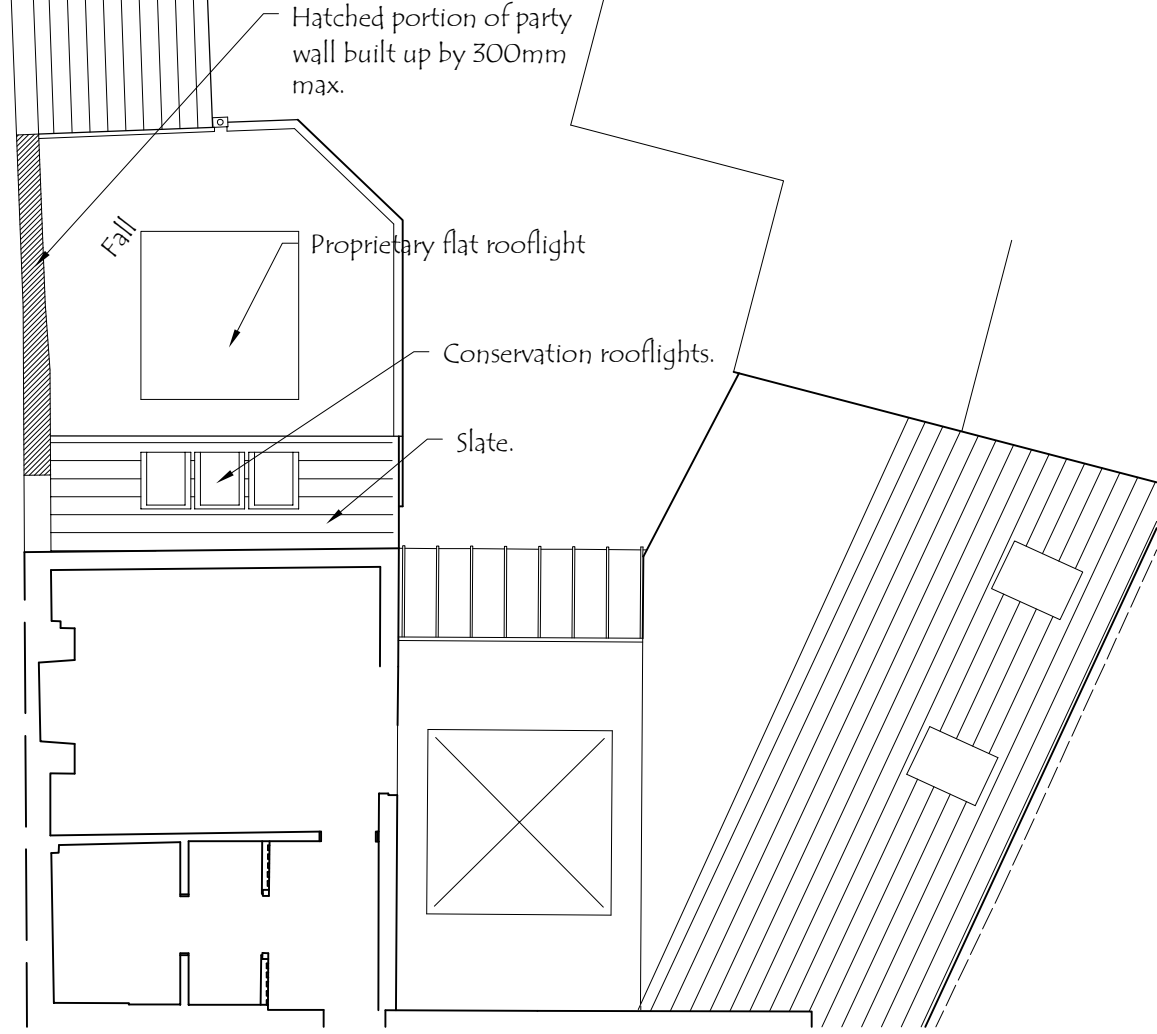 Hatched portion of party
wall built up by 300mm
max.
Fall
Proprietary flat rooflight
Conservation rooflights.
Slate.